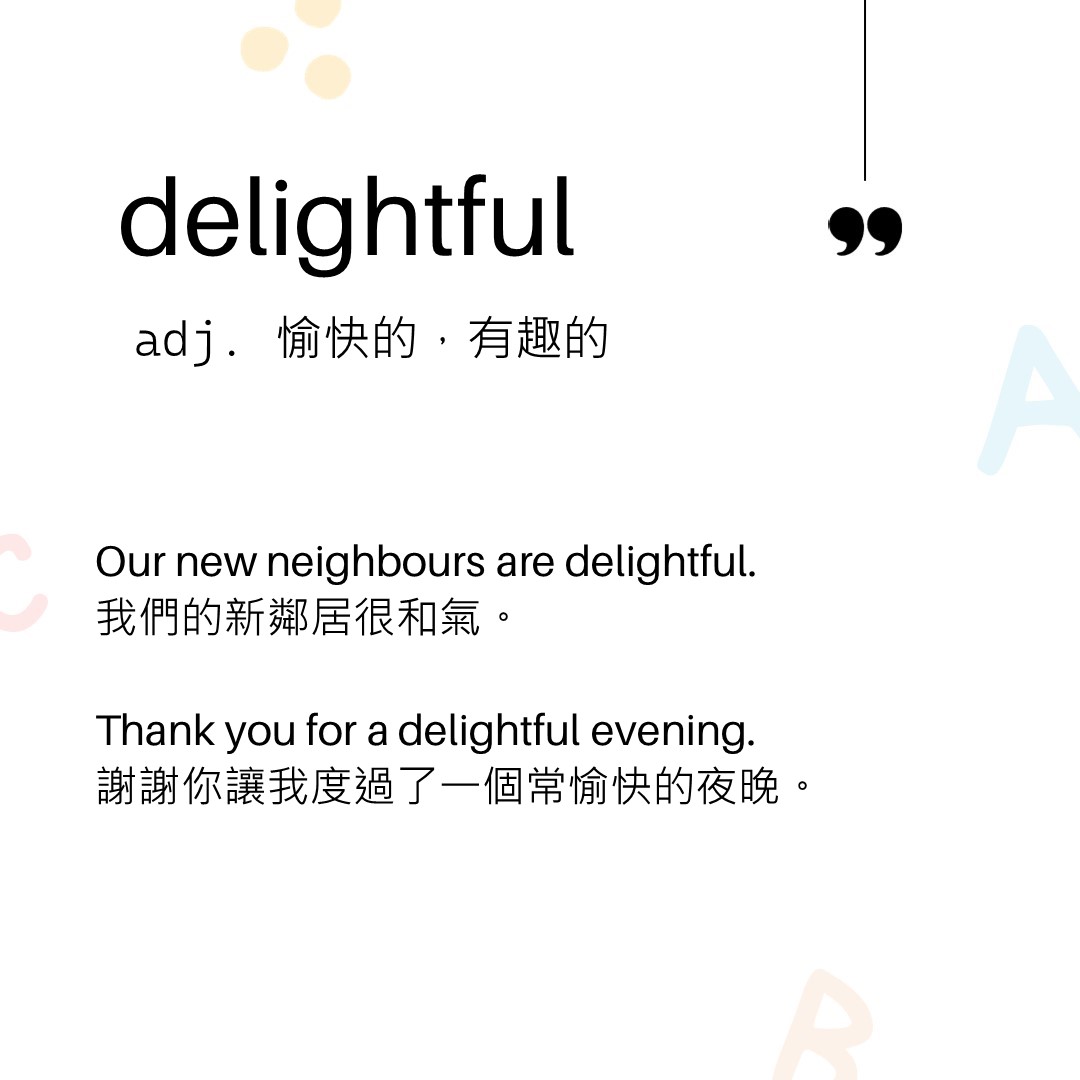 delightful
adj. 愉快的，有趣的
Our new neighbours are delightful.
我們的新鄰居很和氣。
Thank you for a delightful evening.
謝謝你讓我度過了一個常愉快的夜晚。
A
C
B